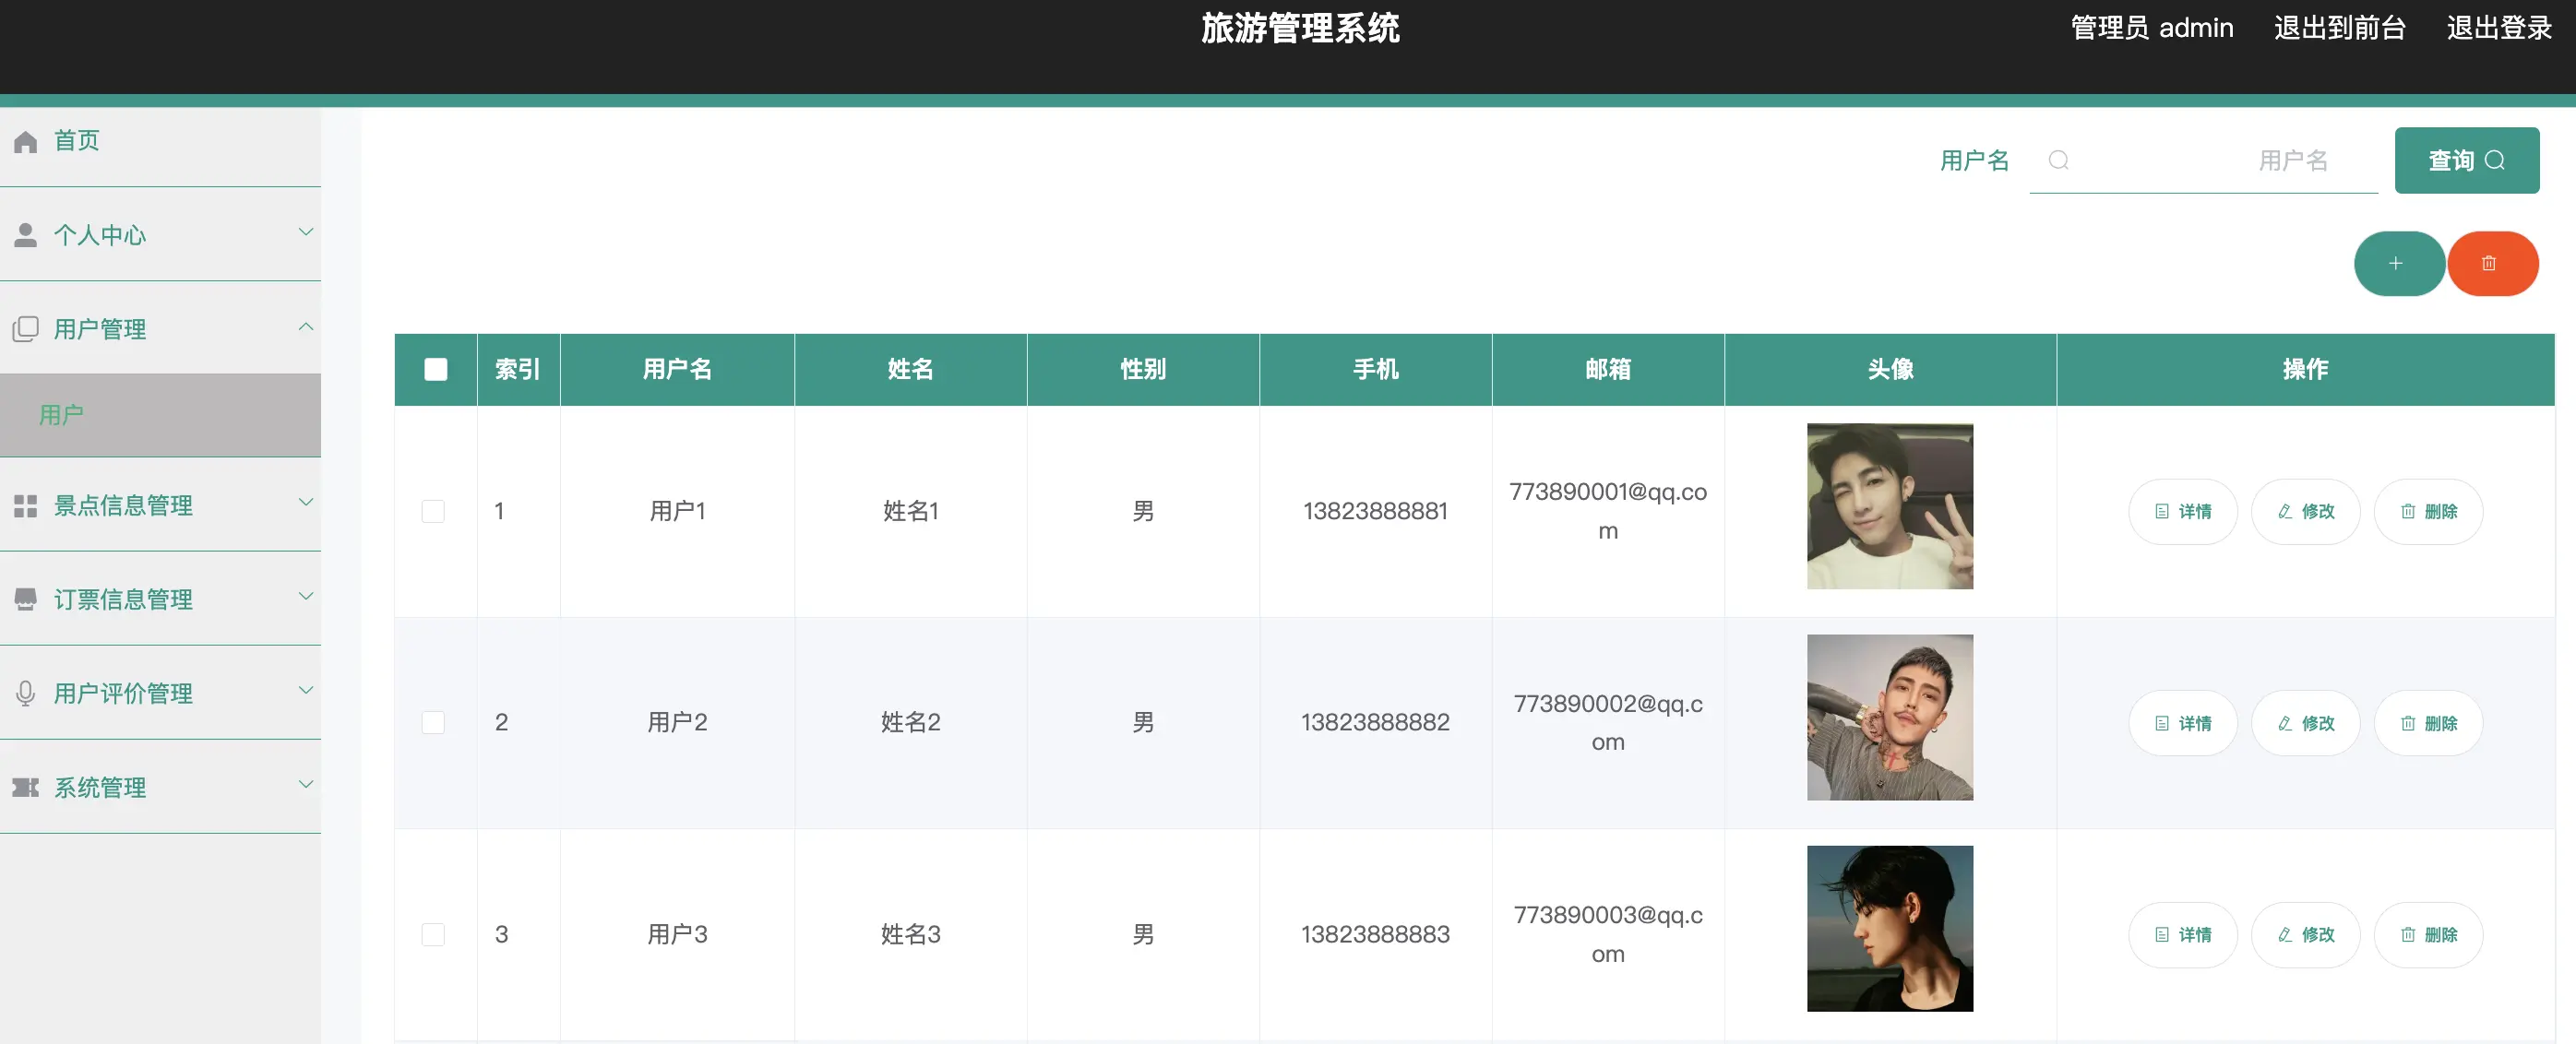 旅游管理系统
管理员 admin 退出到前台 退出登录
首页
个人中心
用户管理
用户
景点信息管理
订票信息管理
用户评价管理
系统管理
用户名 用户名 查询
索引 用户名 姓名 性别 手机 邮箱 头像 操作
1 用户1 姓名1 男 13823888881 773890001@qq.co
m
详情 修改 删除
2 用户2 姓名2 男 13823888882 773890002@qq.c
om
详情 修改 删除
3 用户3 姓名3 男 13823888883 773890003@qq.c
om
详情 修改 删除